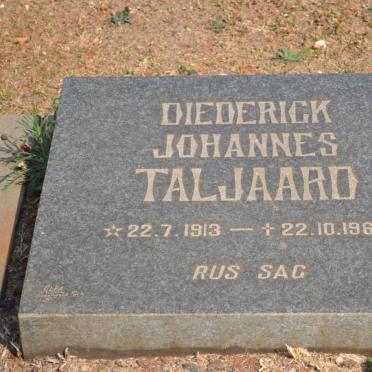 DIEDERICK
JOHANNES
TALJAARD
☆ 22.7.1913 — ✝ 22.10.196
RUS SAG